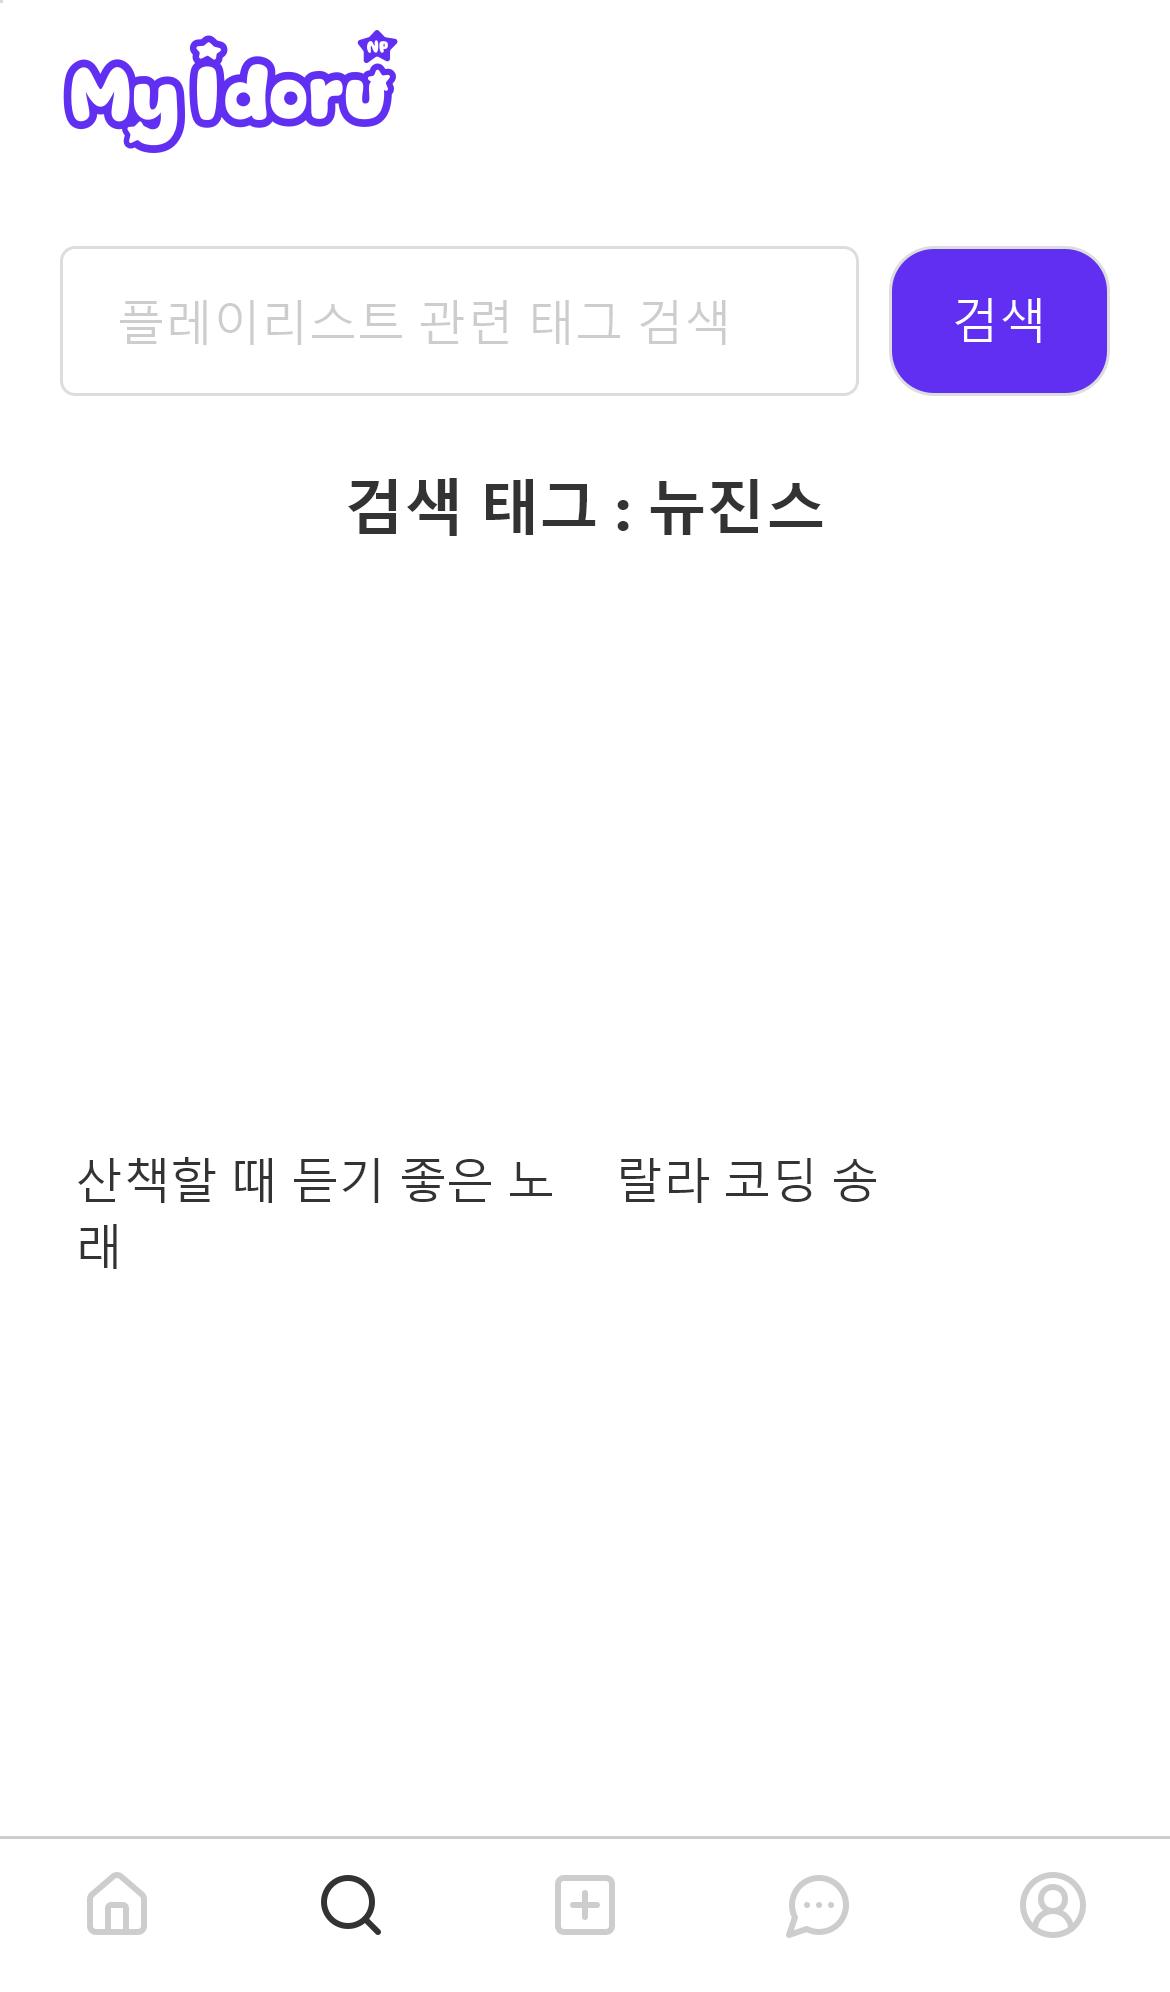 My idoru NP
플레이리스트 관련 태그 검색
검색
검색 태그 : 뉴진스
산책할 때 듣기 좋은 노
래
랄라 코딩 송